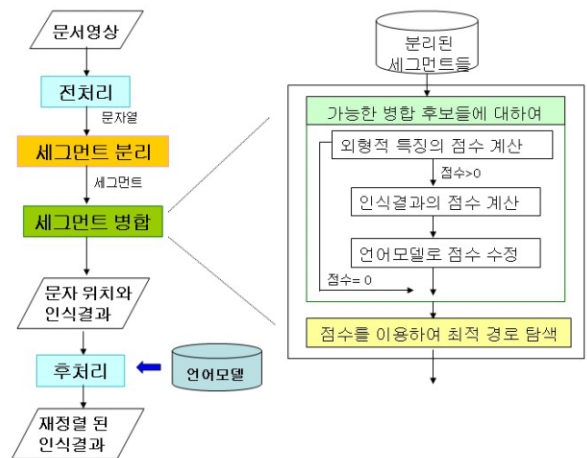 문서영상
전처리
문자열
세그먼트 분리
세그먼트
세그먼트 병합
문자 위치와
인식결과
후처리
언어모델
재정렬 된
인식결과
분리된
세그먼트들
가능한 병합 후보들에 대하여
외형적 특징의 점수 계산
점수>0
인식결과의 점수 계산
언어모델로 점수 수정
점수= 0
점수를 이용하여 최적 경로 탐색